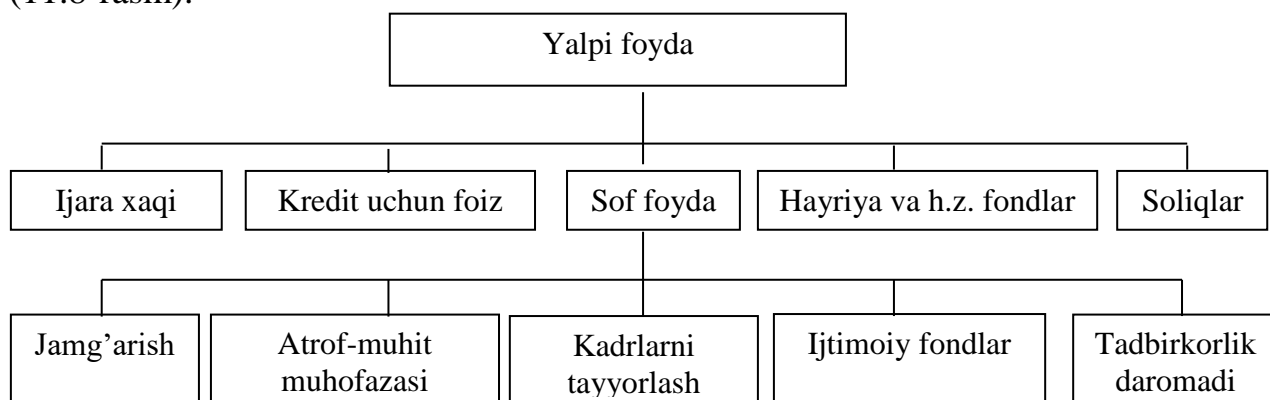 (11.8-rasm).
Yalpi foyda
Ijara xaqi
Kredit uchun foiz
Sof foyda
Hayriya va h.z. fondlar
Soliqlar
Jamg’arish
Atrof-muhit
muhofazasi
Kadrlarni
tayyorlash
Ijtimoiy fondlar
Tadbirkorlik
daromadi